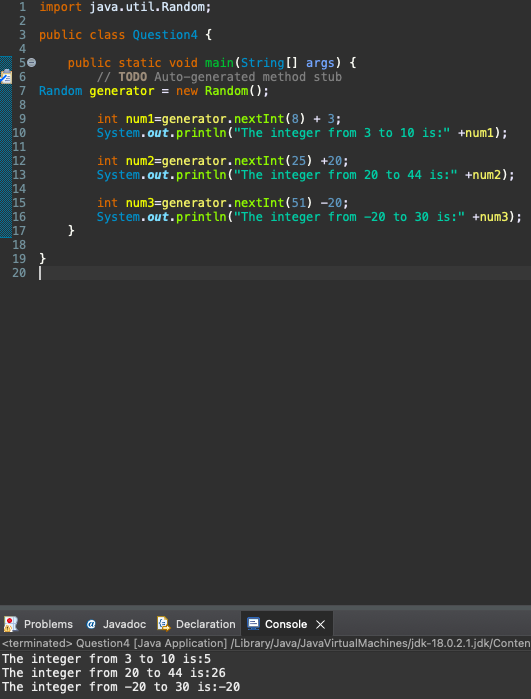 1 import java.util.Random;
2
3 public class Question4 {
4
5 public static void main(String[] args) {
6 // TODO Auto-generated method stub
7 Random generator = new Random();
8
9 int num1=generator.nextInt(8) + 3;
10 System.out.println("The integer from 3 to 10 is:" +num1);
11
12 int num2=generator.nextInt(25) +20;
13 System.out.println("The integer from 20 to 44 is:" +num2);
14
15 int num3=generator.nextInt(51) -20;
16 System.out.println("The integer from -20 to 30 is:" +num3);
17 }
18
19 }
20
Problems @ Javadoc Declaration Console
<terminated> Question4 [Java Application] /Library/Java/JavaVirtualMachines/jdk-18.0.2.1.jdk/Conten
The integer from 3 to 10 is:5
The integer from 20 to 44 is:26
The integer from -20 to 30 is:-20